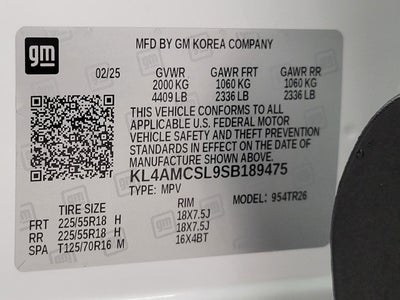 gm
MFD BY GM KOREA COMPANY
02/25 GVWR GAWR FRT GAWR RR
2000 KG 1060 KG 1060 KG
4409 LB 2336 LB 2336 LB
THIS VEHICLE CONFORMS TO ALL
APPLICABLE U.S. FEDERAL MOTOR
VEHICLE SAFETY AND THEFT PREVENTION
STANDARDS IN EFFECT ON THE DATE OF
MANUFACTURE SHOWN ABOVE.
KL4AMCSL9SB189475
TYPE: MPV MODEL: 954TR26
TIRE SIZE RIM
FRT 225/55R18 H 18X7.5J
RR 225/55R18 H 18X7.5J
SPA T125/70R16 M 16X4BT